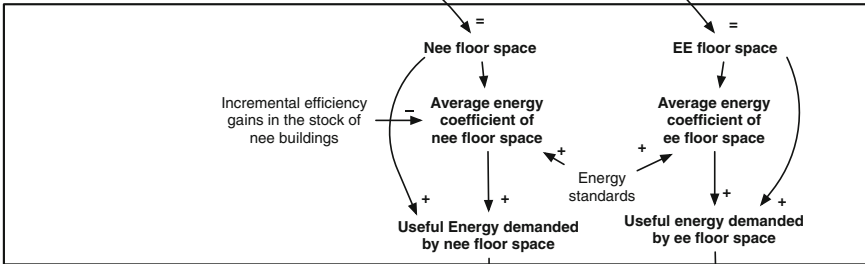 =
=
Nee floor space
EE floor space
Incremental efficiency
gains in the stock of
nee buildings
–
Average energy
coefficient of
nee floor space
Average energy
coefficient of
ee floor space
+
+
Energy
standards
+
+
+
+
Useful Energy demanded
by nee floor space
Useful energy demanded
by ee floor space